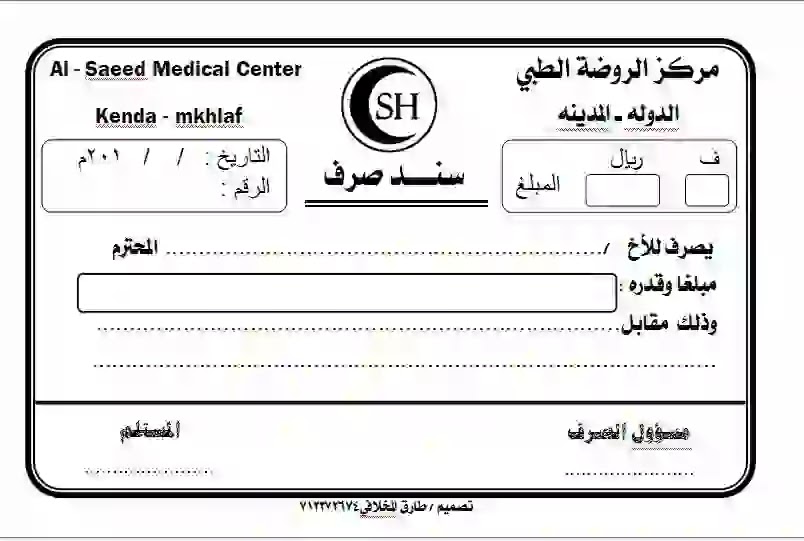 مركز الروضة الطبي
الدوله ـ المدينه
Al - Saeed Medical Center
Kenda - mkhlaf
SH
سنـــد صرف
ف ريال
المبلغ
التاريخ : / / ٢٠١م
الرقم :
يصرف للأخ /........................................................ المحترم
مبلغا وقدره :
وذلك مقابل........................................................
........................................................
مسؤول الصرف المستلم
........................ ........................
تصميم / طارق المخلافي ٧١٢٣٧٢٦٧٤